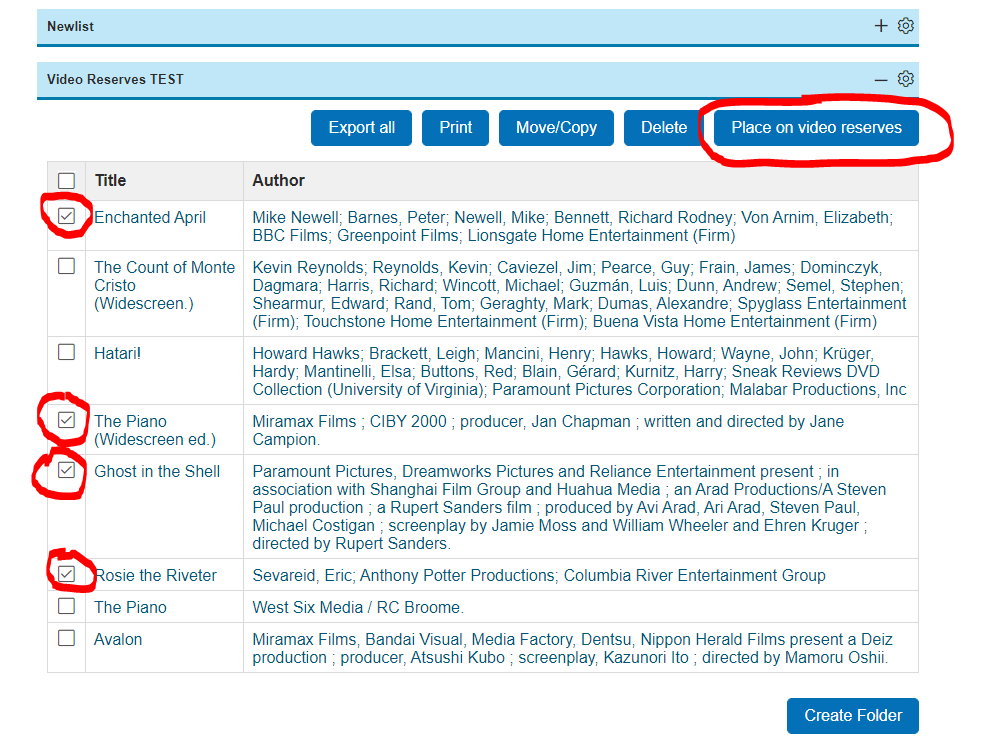 Newlist
Video Reserves TEST
Export all Print Move/Copy Delete Place on video reserves
Title Author
Enchanted April
Mike Newell; Barnes, Peter; Newell, Mike; Bennett, Richard Rodney; Von Arnim, Elizabeth;
BBC Films; Greenpoint Films; Lionsgate Home Entertainment (Firm)
The Count of Monte
Cristo
(Widescreen.)
Kevin Reynolds; Reynolds, Kevin; Caviezel, Jim; Pearce, Guy; Frain, James; Dominczyk,
Dagmara; Harris, Richard; Wincott, Michael; Guzmán, Luis; Dunn, Andrew; Semel, Stephen;
Shearmur, Edward; Rand, Tom; Geraghty, Mark; Dumas, Alexandre; Spyglass Entertainment
(Firm); Touchstone Home Entertainment (Firm); Buena Vista Home Entertainment (Firm)
Hatari!
Howard Hawks; Brackett, Leigh; Mancini, Henry; Hawks, Howard; Wayne, John; Krüger,
Hardy; Mantinelli, Elsa; Buttons, Red; Blain, Gérard; Kurnitz, Harry; Sneak Reviews DVD
Collection (University of Virginia); Paramount Pictures Corporation; Malabar Productions, Inc
The Piano
(Widescreen ed.)
Miramax Films ; CIBY 2000 ; producer, Jan Chapman ; written and directed by Jane
Campion.
Ghost in the Shell
Paramount Pictures, Dreamworks Pictures and Reliance Entertainment present ; in
association with Shanghai Film Group and Huahua Media ; an Arad Productions/A Steven
Paul production ; a Rupert Sanders film ; produced by Avi Arad, Ari Arad, Steven Paul,
Michael Costigan ; screenplay by Jamie Moss and William Wheeler and Ehren Kruger ;
directed by Rupert Sanders.
Rosie the Riveter
Sevareid, Eric; Anthony Potter Productions; Columbia River Entertainment Group
The Piano
West Six Media / RC Broome.
Avalon
Miramax Films, Bandai Visual, Media Factory, Dentsu, Nippon Herald Films present a Deiz
production ; producer, Atsushi Kubo ; screenplay, Kazunori Ito ; directed by Mamoru Oshii.
Create Folder